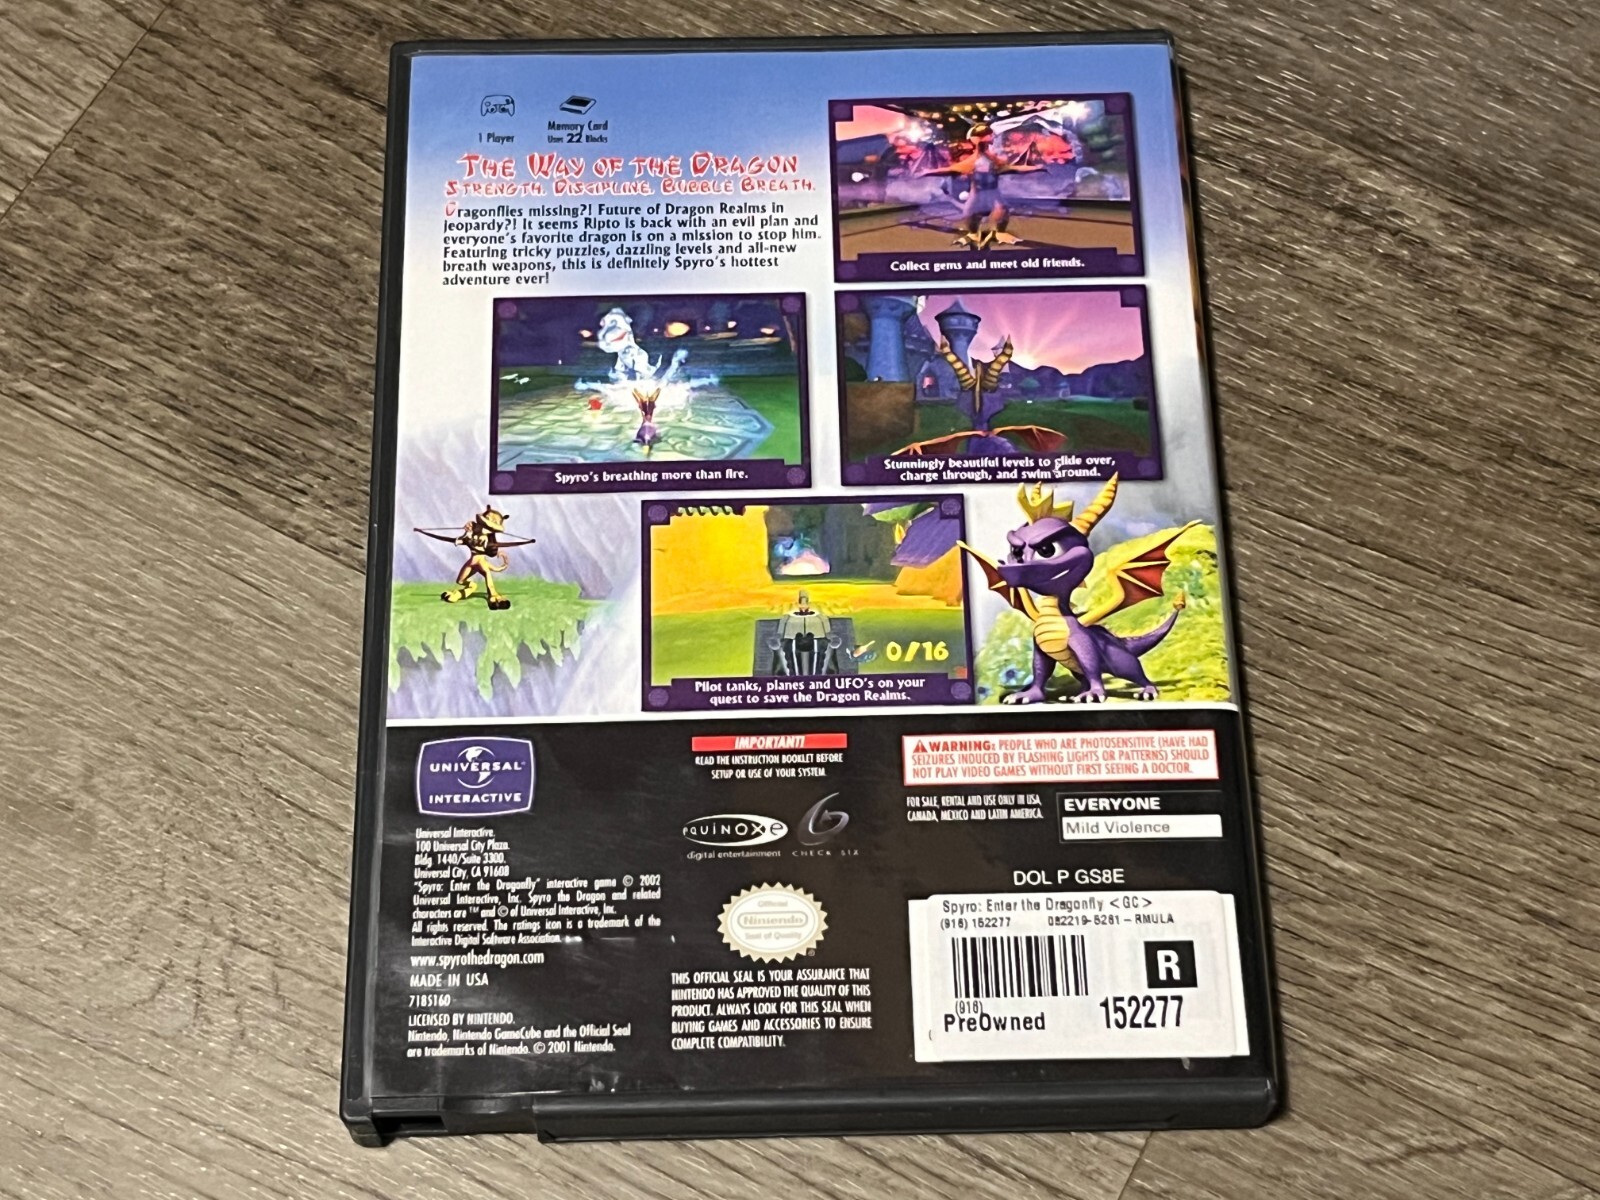 1 Player
Memory Card
Uses 22 Blocks
THE WAY OF THE DRAGON
STRENGTH. DISCIPLINE. BUBBLE BREATH.
Dragonflies missing?! Future of Dragon Realms in
jeopardy?! It seems Ripto is back with an evil plan and
everyone's favorite dragon is on a mission to stop him.
Featuring tricky puzzles, dazzling levels and all-new
breath weapons, this is definitely Spyro's hottest
adventure ever!
Collect gems and meet old friends.
Spyro's breathing more than fire.
Stunningly beautiful levels to glide over,
charge through, and swim around.
0/16
Pilot tanks, planes and UFO's on your
quest to save the Dragon Realms.
UNIVERSAL
INTERACTIVE
Universal Interactive.
100 Universal City Plaza.
Bldg. 1440/Suite 3300.
Universal City, CA 91608
"Spyro: Enter the Dragonfly" interactive game © 2002
Universal Interactive, Inc. Spyro the Dragon and related
characters are ™ and © of Universal Interactive, Inc.
All rights reserved. The ratings icon is a trademark of the
Interactive Digital Software Association.
www.spyrothedragon.com
MADE IN USA
7185160
LICENSED BY NINTENDO.
Nintendo, Nintendo GameCube and the Official Seal
are trademarks of Nintendo. © 2001 Nintendo.
IMPORTANT!
READ THE INSTRUCTION BOOKLET BEFORE
SETUP OR USE OF YOUR SYSTEM.
equinoxe
digital entertainment
CHECK SIX
Official
Nintendo
Seal of Quality
THIS OFFICIAL SEAL IS YOUR ASSURANCE THAT
NINTENDO HAS APPROVED THE QUALITY OF THIS
PRODUCT. ALWAYS LOOK FOR THIS SEAL WHEN
BUYING GAMES AND ACCESSORIES TO ENSURE
COMPLETE COMPATIBILITY.
WARNING: PEOPLE WHO ARE PHOTOSENSITIVE (HAVE HAD
SEIZURES INDUCED BY FLASHING LIGHTS OR PATTERNS) SHOULD
NOT PLAY VIDEO GAMES WITHOUT FIRST SEEING A DOCTOR.
FOR SALE, RENTAL AND USE ONLY IN USA,
CANADA, MEXICO AND LATIN AMERICA.
EVERYONE
Mild Violence
DOL P GS8E
Spyro: Enter the Dragonfly <GC>
(916) 152277 082219-5281-RMULA
R
(916)
PreOwned
152277